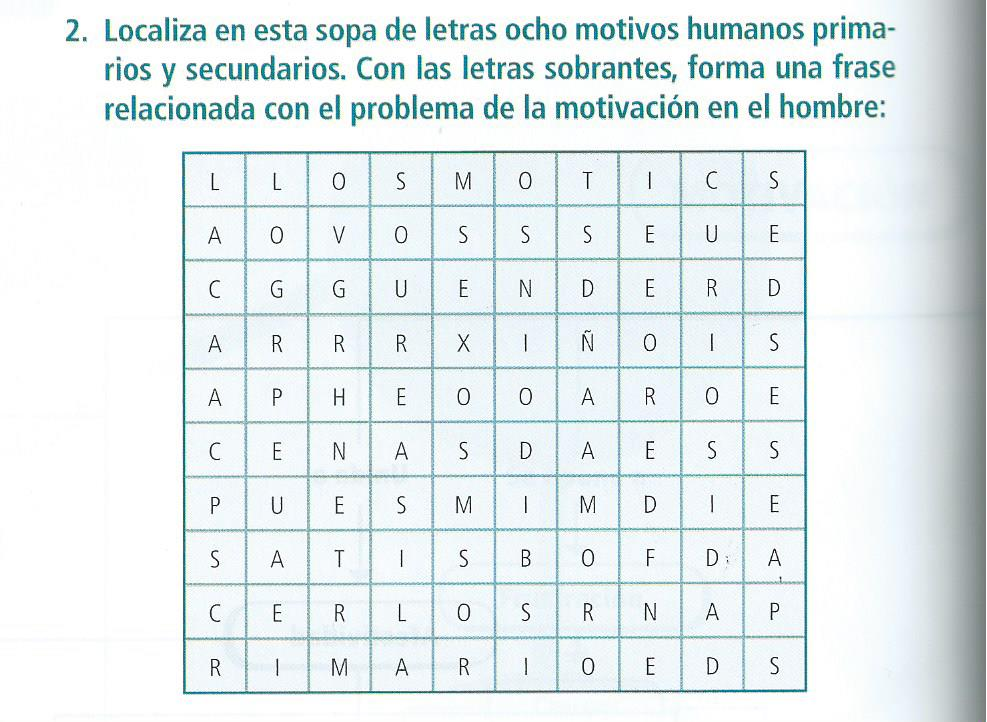 2. Localiza en esta sopa de letras ocho motivos humanos prima-
rios y secundarios. Con las letras sobrantes, forma una frase
relacionada con el problema de la motivación en el hombre:
L L O S M O T I C S
A O V O S S S E U E
C G G U E N D E R D
A R R R X I Ñ O I S
A P H E O O A R O E
C E N A S D A E S S
P U E S M I M D I E
S A T I S B O F D A
C E R L O S R N A P
R I M A R I O E D S